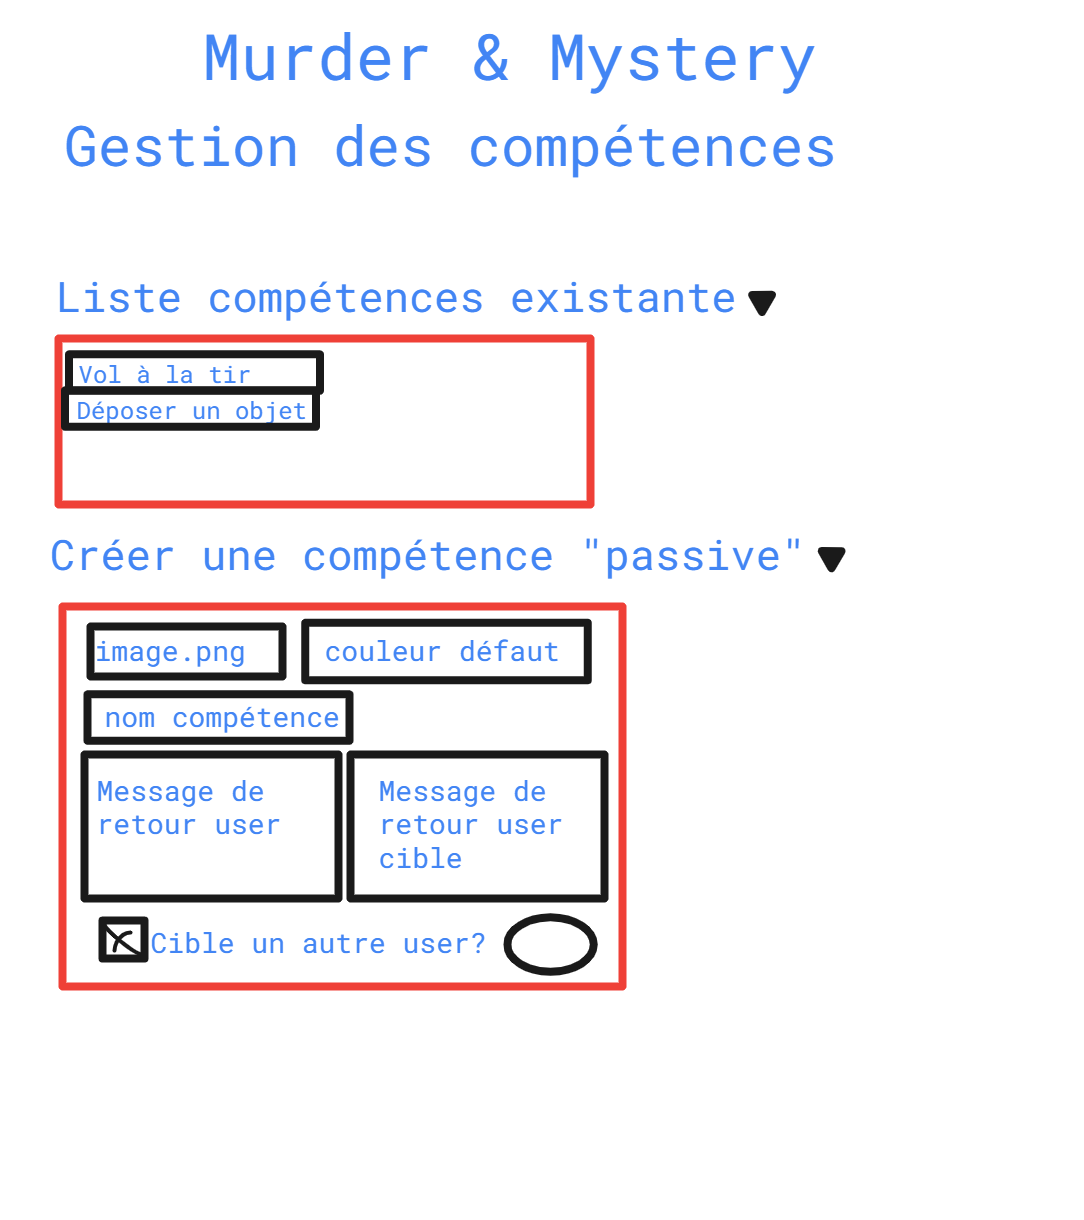 Murder & Mystery
Gestion des compétences
Liste compétences existante
Vol à la tir
Déposer un objet
Créer une compétence "passive"
image.png
couleur défaut
nom compétence
Message de
retour user
Message de
retour user
cible
Cible un autre user?